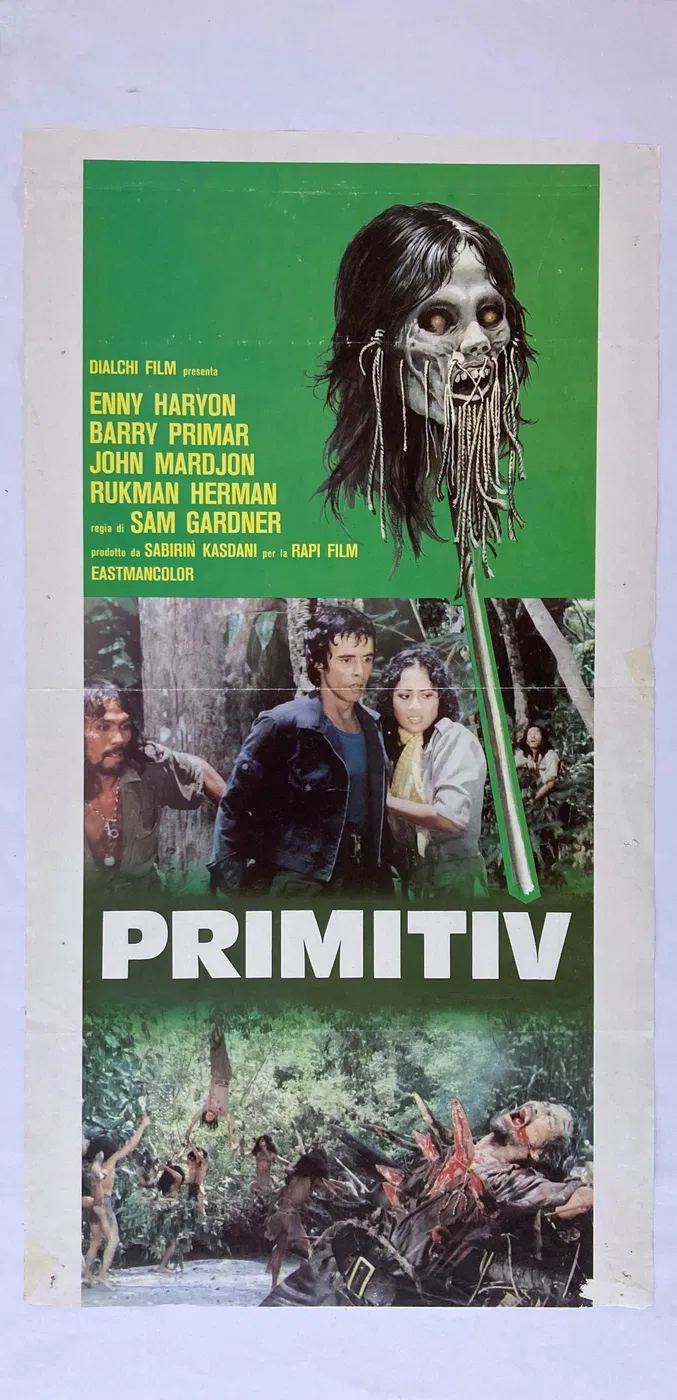 DIALCHI FILM presenta
ENNY HARYON
BARRY PRIMAR
JOHN MARDJON
RUKMAN HERMAN
regia di SAM GARDNER
prodotto da SABIRIN KASDANI per la RAPI FILM
EASTMANCOLOR
PRIMITIV